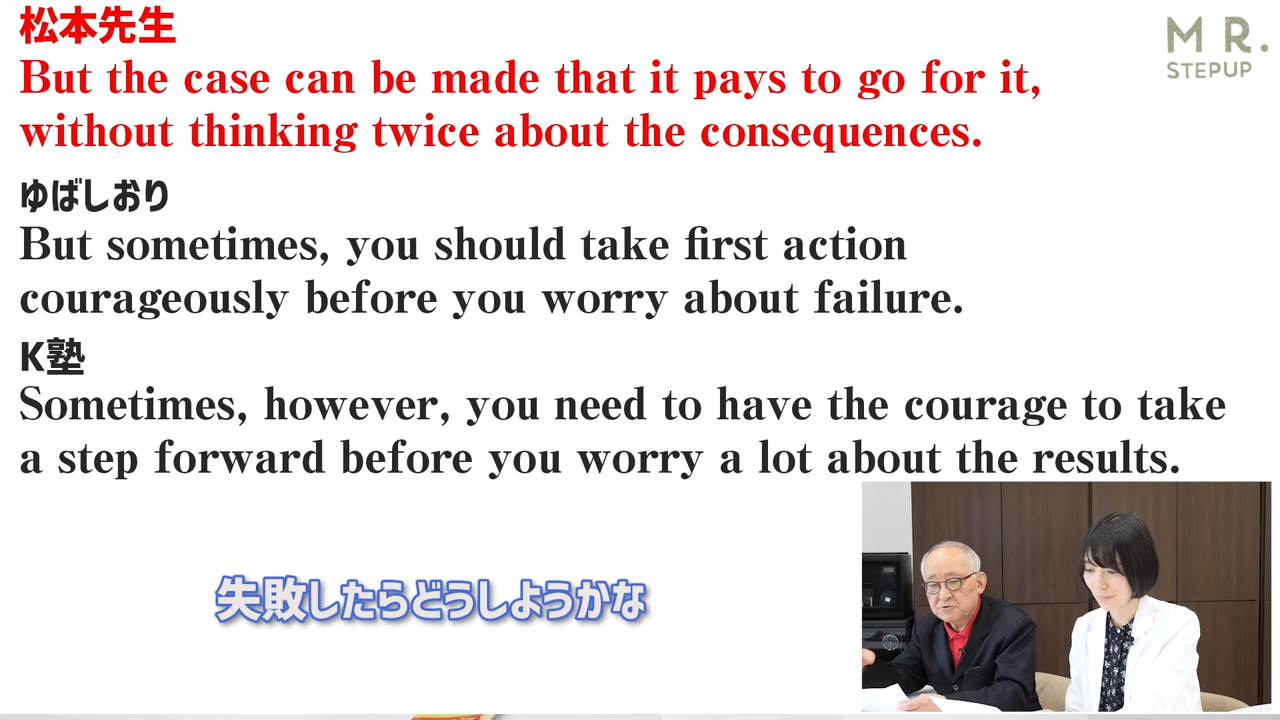 松本先生
MR.
STEPUP
But the case can be made that it pays to go for it,
without thinking twice about the consequences.
ゆばしおり
But sometimes, you should take first action
courageously before you worry about failure.
K塾
Sometimes, however, you need to have the courage to take
a step forward before you worry a lot about the results.
失敗したらどうしようかな